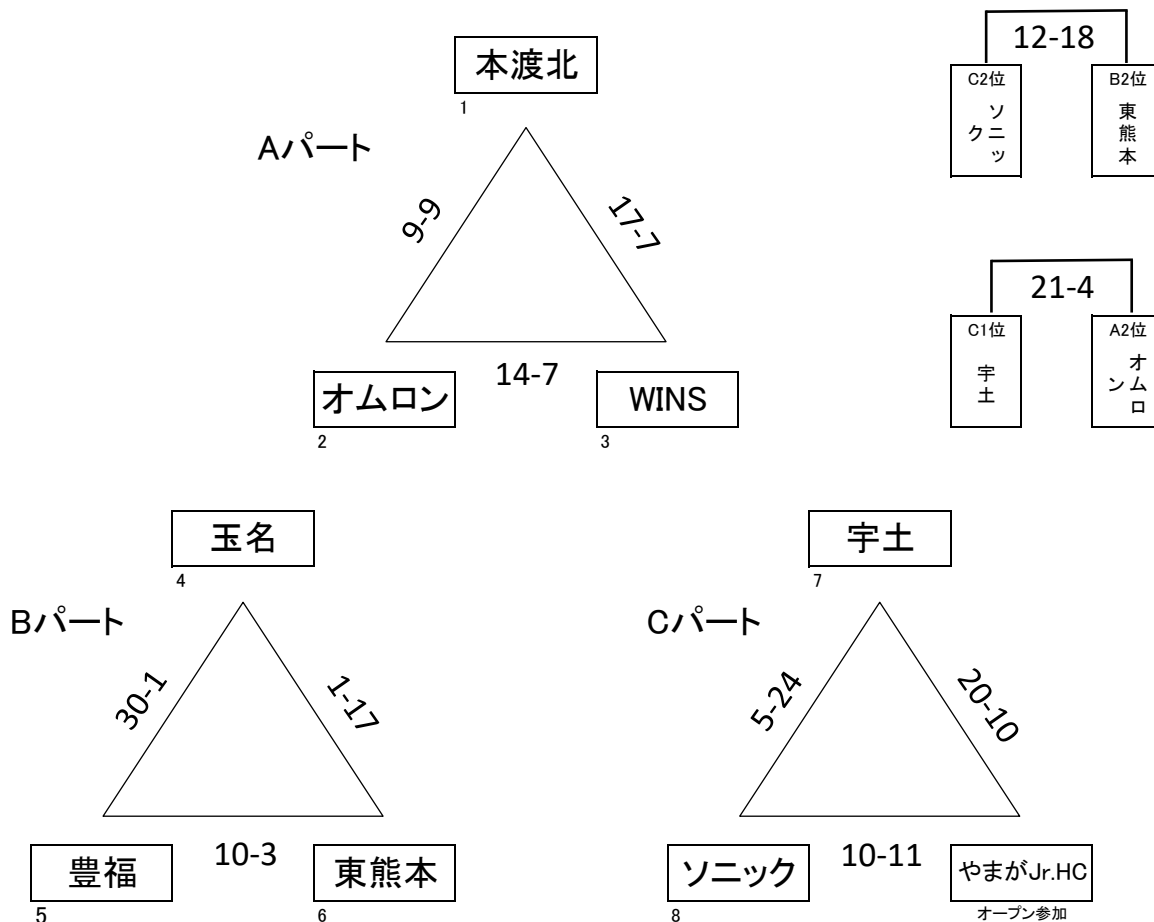 本渡北
1
Aパート
9-9
17-7
14-7
オムロン
2
WINS
3
12-18
C2位
ソニック
B2位
東熊本
21-4
C1位
宇土
A2位
オムロン
玉名
4
Bパート
30-1
1-17
10-3
豊福
5
東熊本
6
宇土
7
Cパート
5-24
20-10
10-11
ソニック
8
やまがJr.HC
オープン参加